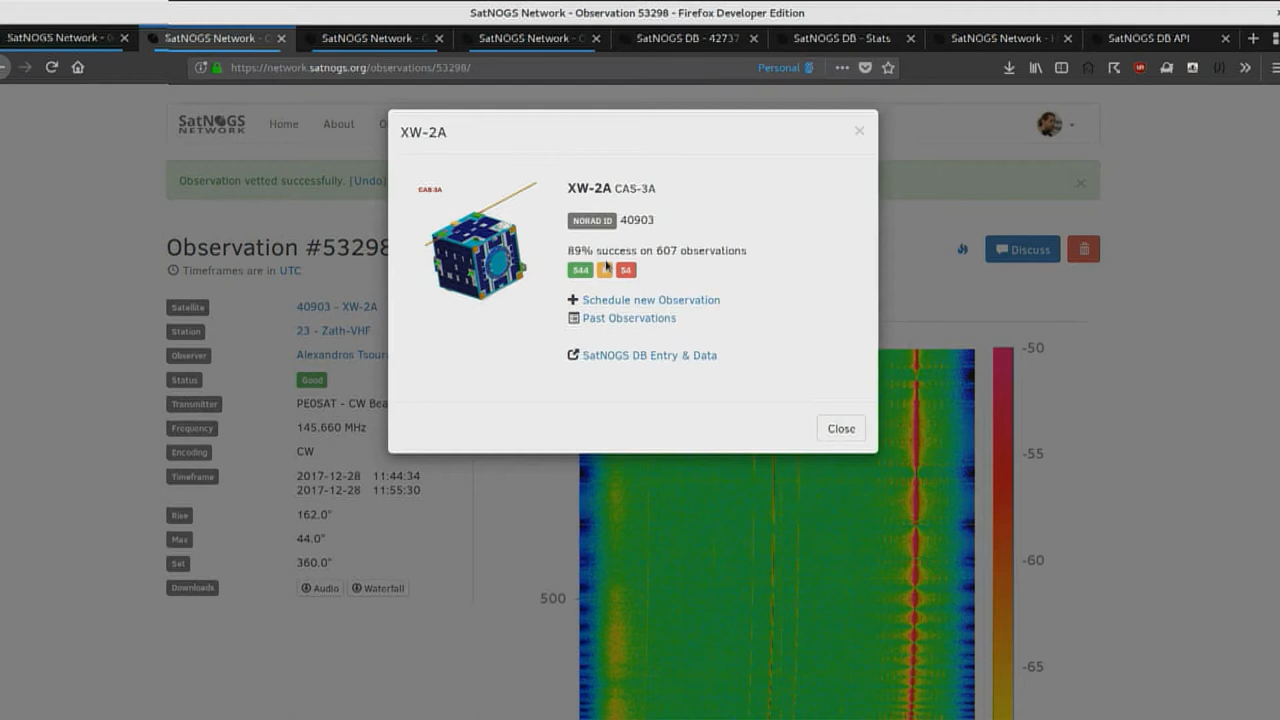 SatNOGS Network - Observation 53298 - Firefox Developer Edition
SatNOGS Network - SatNOGS Network - SatNOGS Network - SatNOGS Network - SatNOGS DB - 42737 SatNOGS DB - Stats SatNOGS Network - SatNOGS DB API
https://network.satnogs.org/observations/53298/ Personal
SatNOGS
NETWORK
Home About
XW-2A
Observation vetted successfully. (Undo)
CAS-3A
XW-2A CAS-3A
NORAD ID 40903
89% success on 607 observations
544 54
Schedule new Observation
Past Observations
SatNOGS DB Entry & Data
Close
Observation #53298
Timeframes are in UTC
Discuss
Satellite 40903 - XW-2A
Station 23 - Zath-VHF
Observer Alexandros
Status Good
Transmitter PE0SAT - CW
Frequency 145.660 MHz
Encoding CW
Timeframe 2017-12-28 11:44:34
2017-12-28 11:55:30
Rise 162.0°
Max 44.0°
Set 360.0°
Downloads Audio Waterfall
500
-50
-55
-60
-65